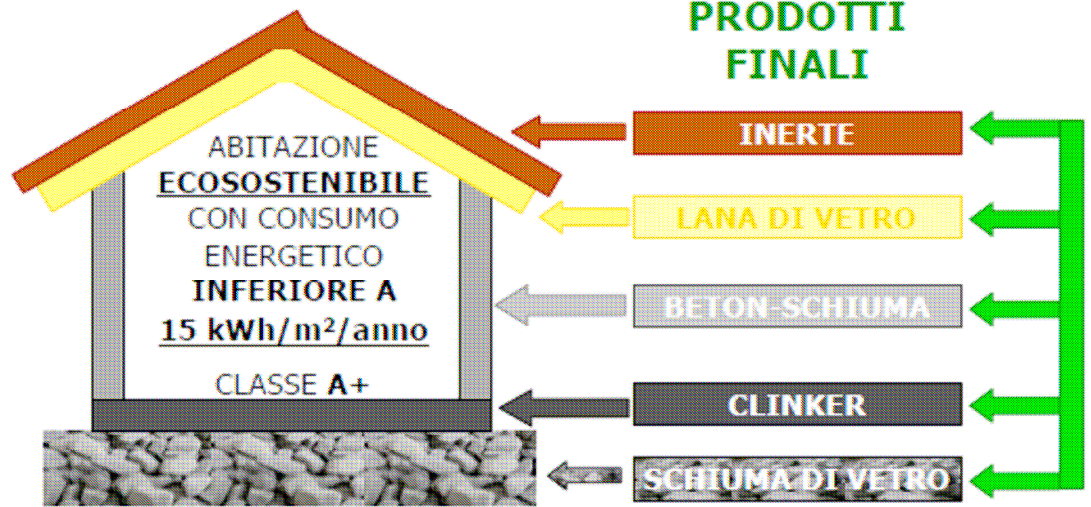 PRODOTTI
FINALI
ABITAZIONE
ECOSOSTENIBILE
CON CONSUMO
ENERGETICO
INFERIORE A
15 kWh/m²/anno
CLASSE A+
INERTE
LANA DI VETRO
BETON-SCHIUMA
CLINKER
SCHIUMA DI VETRO